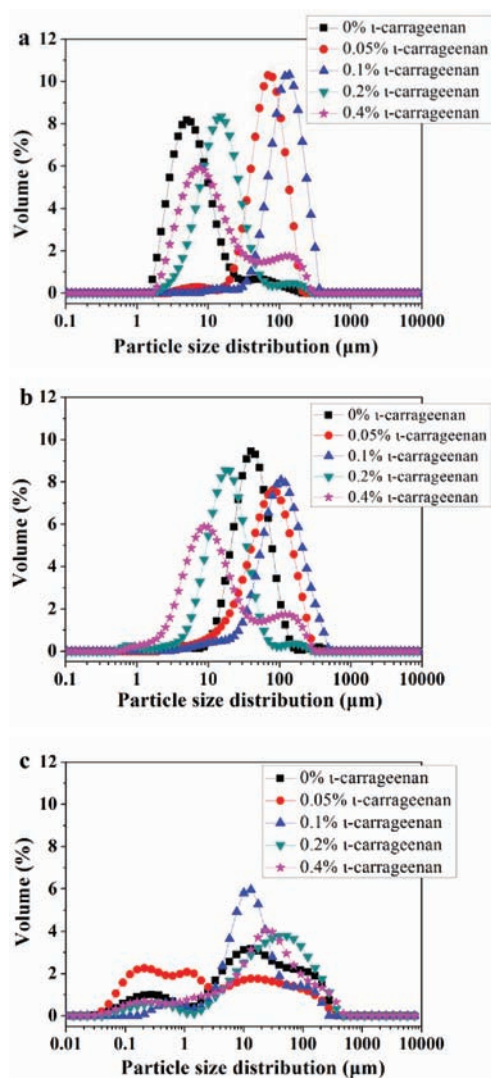 a
12
10
8
6
4
2
0
Volume (%)
0% ι-carrageenan
0.05% ι-carrageenan
0.1% ι-carrageenan
0.2% ι-carrageenan
0.4% ι-carrageenan
0.1 1 10 100 1000 10000
Particle size distribution (µm)
b
12
10
8
6
4
2
0
Volume (%)
0% ι-carrageenan
0.05% ι-carrageenan
0.1% ι-carrageenan
0.2% ι-carrageenan
0.4% ι-carrageenan
0.1 1 10 100 1000 10000
Particle size distribution (µm)
c
12
10
8
6
4
2
0
Volume (%)
0% ι-carrageenan
0.05% ι-carrageenan
0.1% ι-carrageenan
0.2% ι-carrageenan
0.4% ι-carrageenan
0.01 0.1 1 10 100 1000 10000
Particle size distribution (µm)